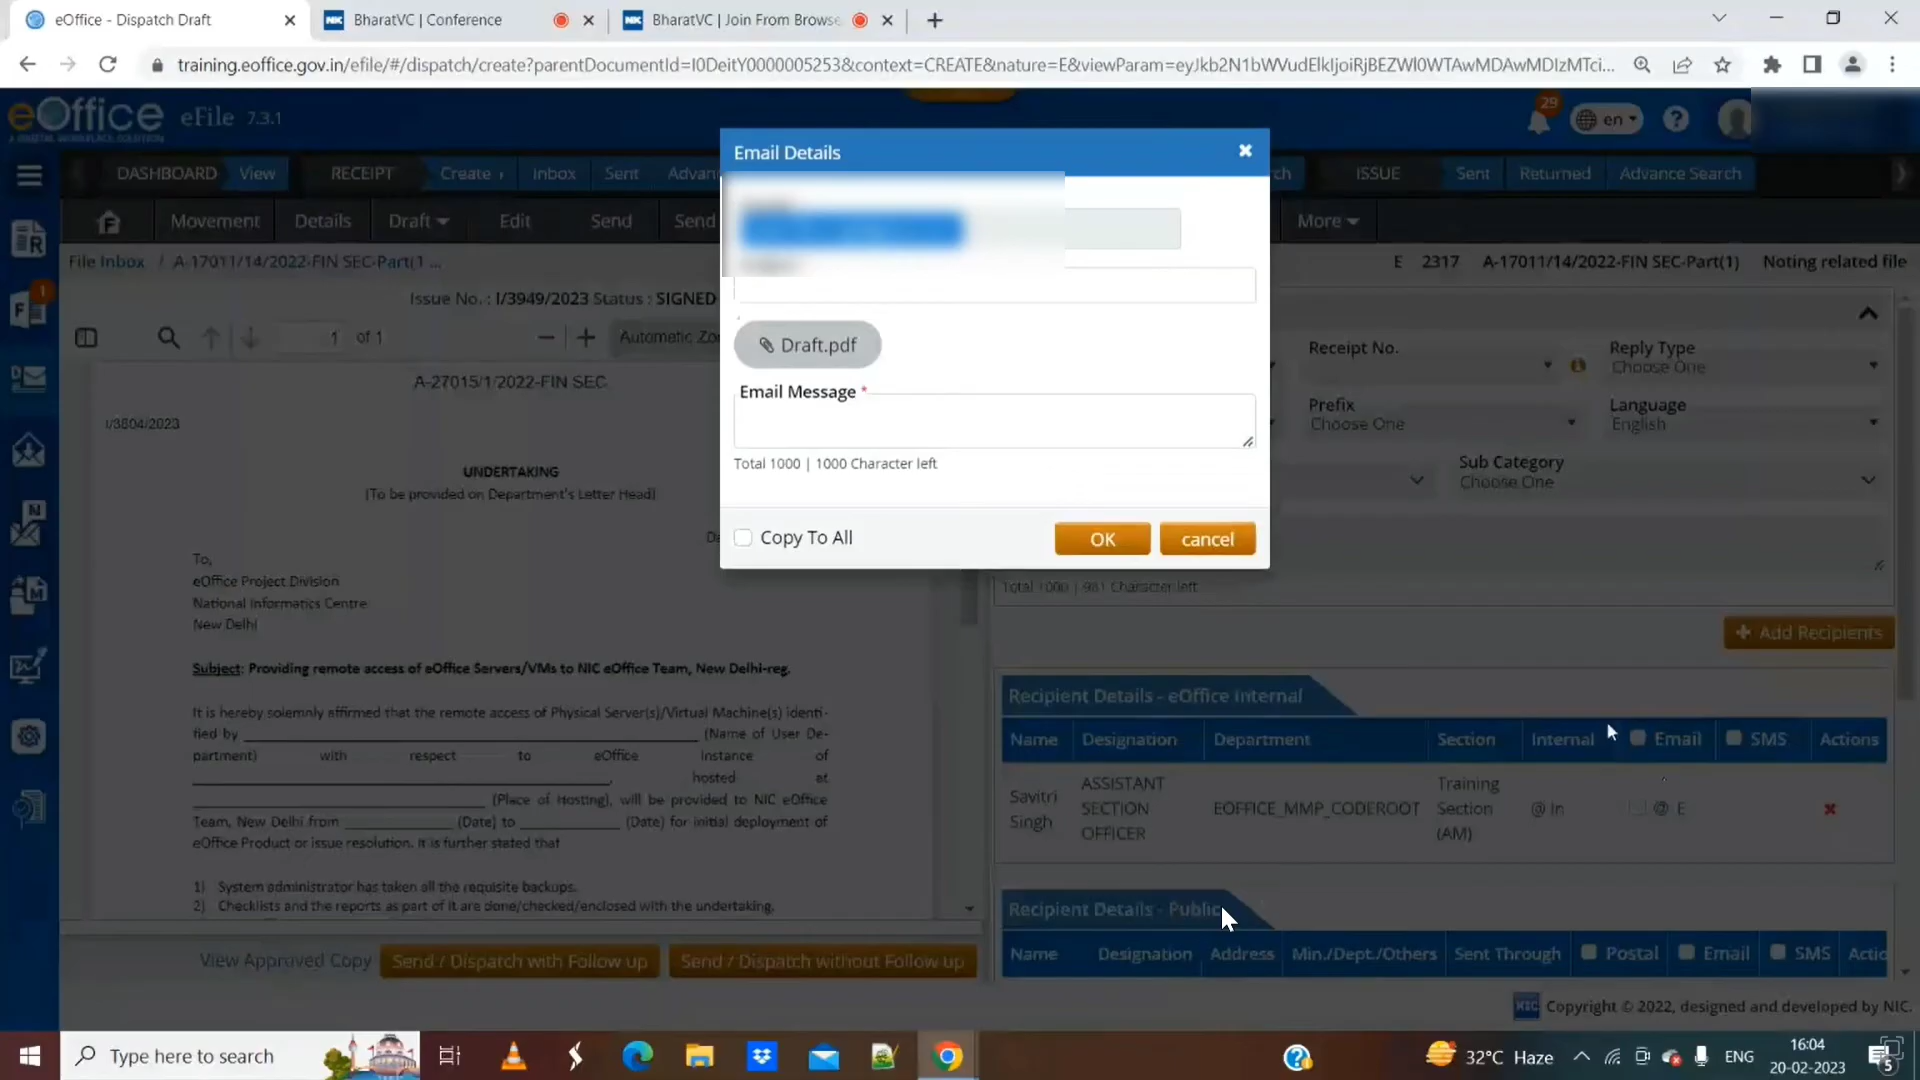 eOffice - Dispatch Draft
BharatVC | Conference
BharatVC | Join From Browse
training.eoffice.gov.in/efile/#/dispatch/create?parentDocumentId=I0DeitY0000005253&context=CREATE&nature=E&viewParam=eyJkb2N1bWVudElkIjoiRjBEZWl0WTAwMDAwMDIzMTci...
eOffice
A DIGITAL WORKPLACE SOLUTION
eFile 7.3.1
29
en
DASHBOARD View RECEIPT Create Inbox Sent Advan
ch ISSUE Sent Returned Advance Search
Movement Details Draft Edit Send Send
More
File Inbox / A-17011/14/2022-FIN SEC-Part(1 ...
E 2317 A-17011/14/2022-FIN SEC-Part(1) Noting related file
Issue No. : I/3949/2023 Status : SIGNED
1 of 1
Automatic Zo
A-27015/1/2022-FIN SEC
I/3804/2023
UNDERTAKING
(To be provided on Department's Letter Head)
Da
To,
eOffice Project Division
National Informatics Centre
New Delhi
Subject: Providing remote access of eOffice Servers/VMs to NIC eOffice Team, New Delhi-reg.
It is hereby solemnly affirmed that the remote access of Physical Server(s)/Virtual Machine(s) identi-
fied by (Name of User De-
partment) with respect to eOffice instance of
, hosted at
(Place of Hosting), will be provided to NIC eOffice
Team, New Delhi from (Date) to (Date) for initial deployment of
eOffice Product or issue resolution. It is further stated that
1) System administrator has taken all the requisite backups.
2) Checklists and the reports as part of it are done/checked/enclosed with the undertaking.
View Approved Copy
Send / Dispatch with Follow up
Send / Dispatch without Follow up
Email Details
Draft.pdf
Email Message *
Total 1000 | 1000 Character left
Copy To All
OK
cancel
Receipt No.
Reply Type
Choose One
Prefix
Choose One
Language
English
Sub Category
Choose One
Total 1000 | 981 Character left
+ Add Recipients
Recipient Details - eOffice Internal
Name Designation Department Section Internal Email SMS Actions
Savitri Singh
ASSISTANT SECTION OFFICER
EOFFICE_MMP_CODEROOT
Training Section (AM)
@ In
@ E
Recipient Details - Public
Name Designation Address Min./Dept./Others Sent Through Postal Email SMS Actic
NIC Copyright © 2022, designed and developed by NIC.
Type here to search
32°C Haze
ENG
16:04
20-02-2023
5